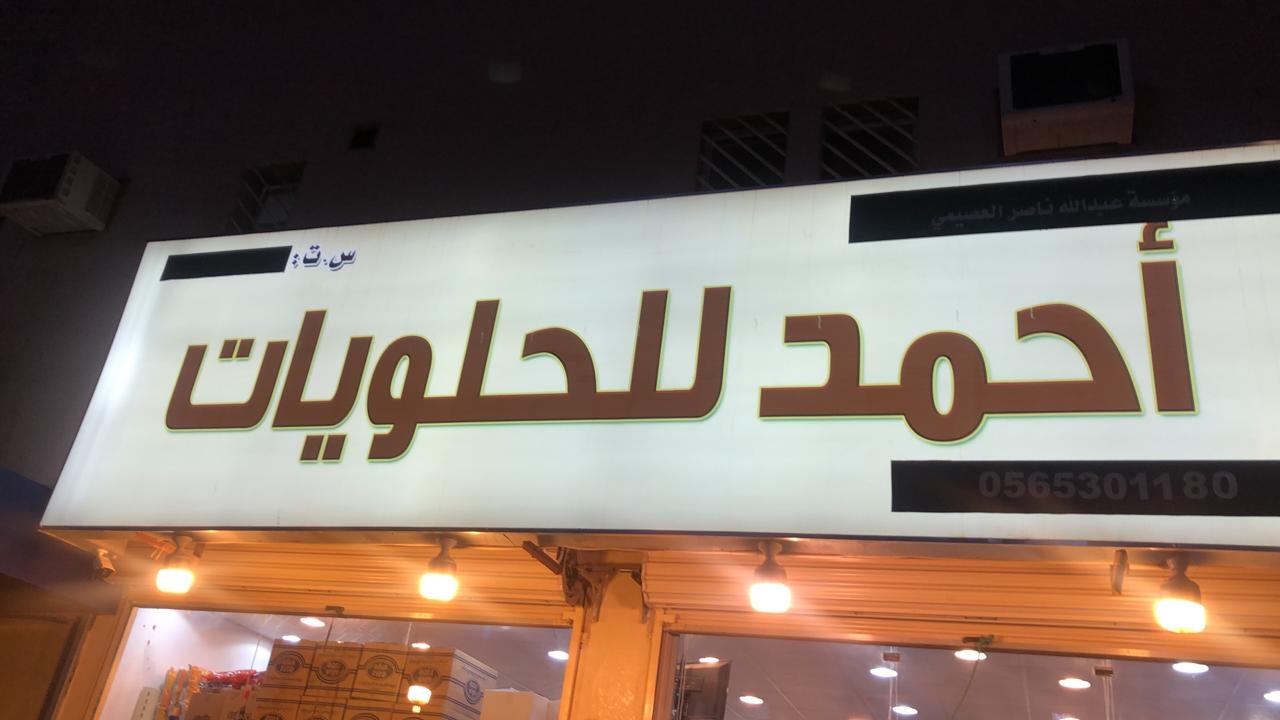 مؤسسة عبدالله ناصر العصيمي
س.ت:
أحمد للحلويات
0565301180